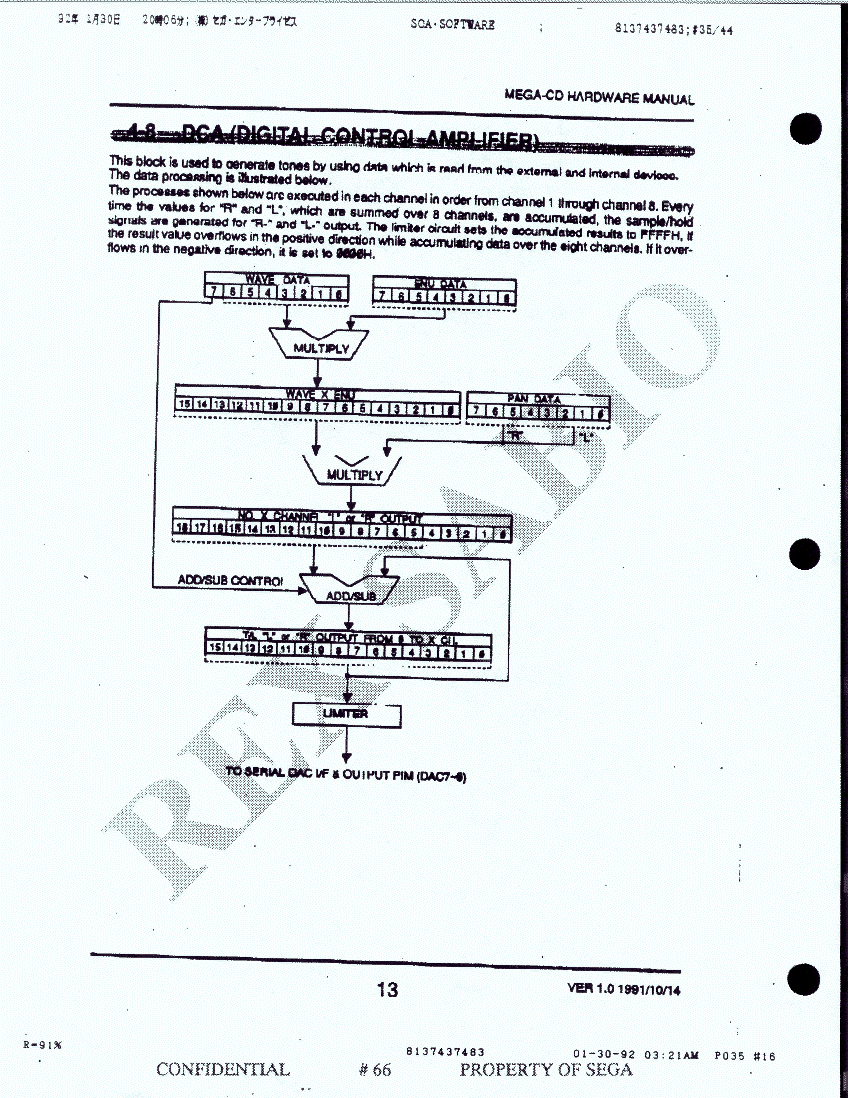 92年 1月30日 20時06分; ㈱ セガ・エンタープライゼス SOA·SOFTWARE ; 8137437483;#35/44
MEGA-CD HARDWARE MANUAL
4-8 DCA (DIGITAL CONTROL AMPLIFIER)
This block is used to generate tones by using data which is read from the external and internal devices.
The data processing is illustrated below.
The processes shown below are executed in each channel in order from channel 1 through channel 8. Every
time the values for "R" and "L", which are summed over 8 channels, are accumulated, the sample/hold
signals are generated for "R-" and "L-" output. The limiter circuit sets the accumulated results to FFFFH, if
the result value overflows in the positive direction while accumulating data over the eight channels. If it over-
flows in the negative direction, it is set to 0000H.
WAVE DATA
7 6 5 4 3 2 1 0
ENU DATA
7 6 5 4 3 2 1 0
MULTIPLY
WAVE X ENU
15 14 13 12 11 10 9 8 7 6 5 4 3 2 1 0
PAN DATA
7 6 5 4 3 2 1 0
"R" "L"
MULTIPLY
NO. X CHANNEL "L" or "R" OUTPUT
18 17 16 15 14 13 12 11 10 9 8 7 6 5 4 3 2 1 0
ADD/SUB CONTROL
ADD/SUB
"L" or "R" OUTPUT FROM TO X CH.
15 14 13 12 11 10 9 8 7 6 5 4 3 2 1 0
LIMITER
TO SERIAL DAC I/F & OUTPUT PIM (DAC7~0)
REX SABIO
13
VER 1.0 1991/10/14
R=91%
8137437483 01-30-92 03:21AM P035 #16
CONFIDENTIAL #66 PROPERTY OF SEGA